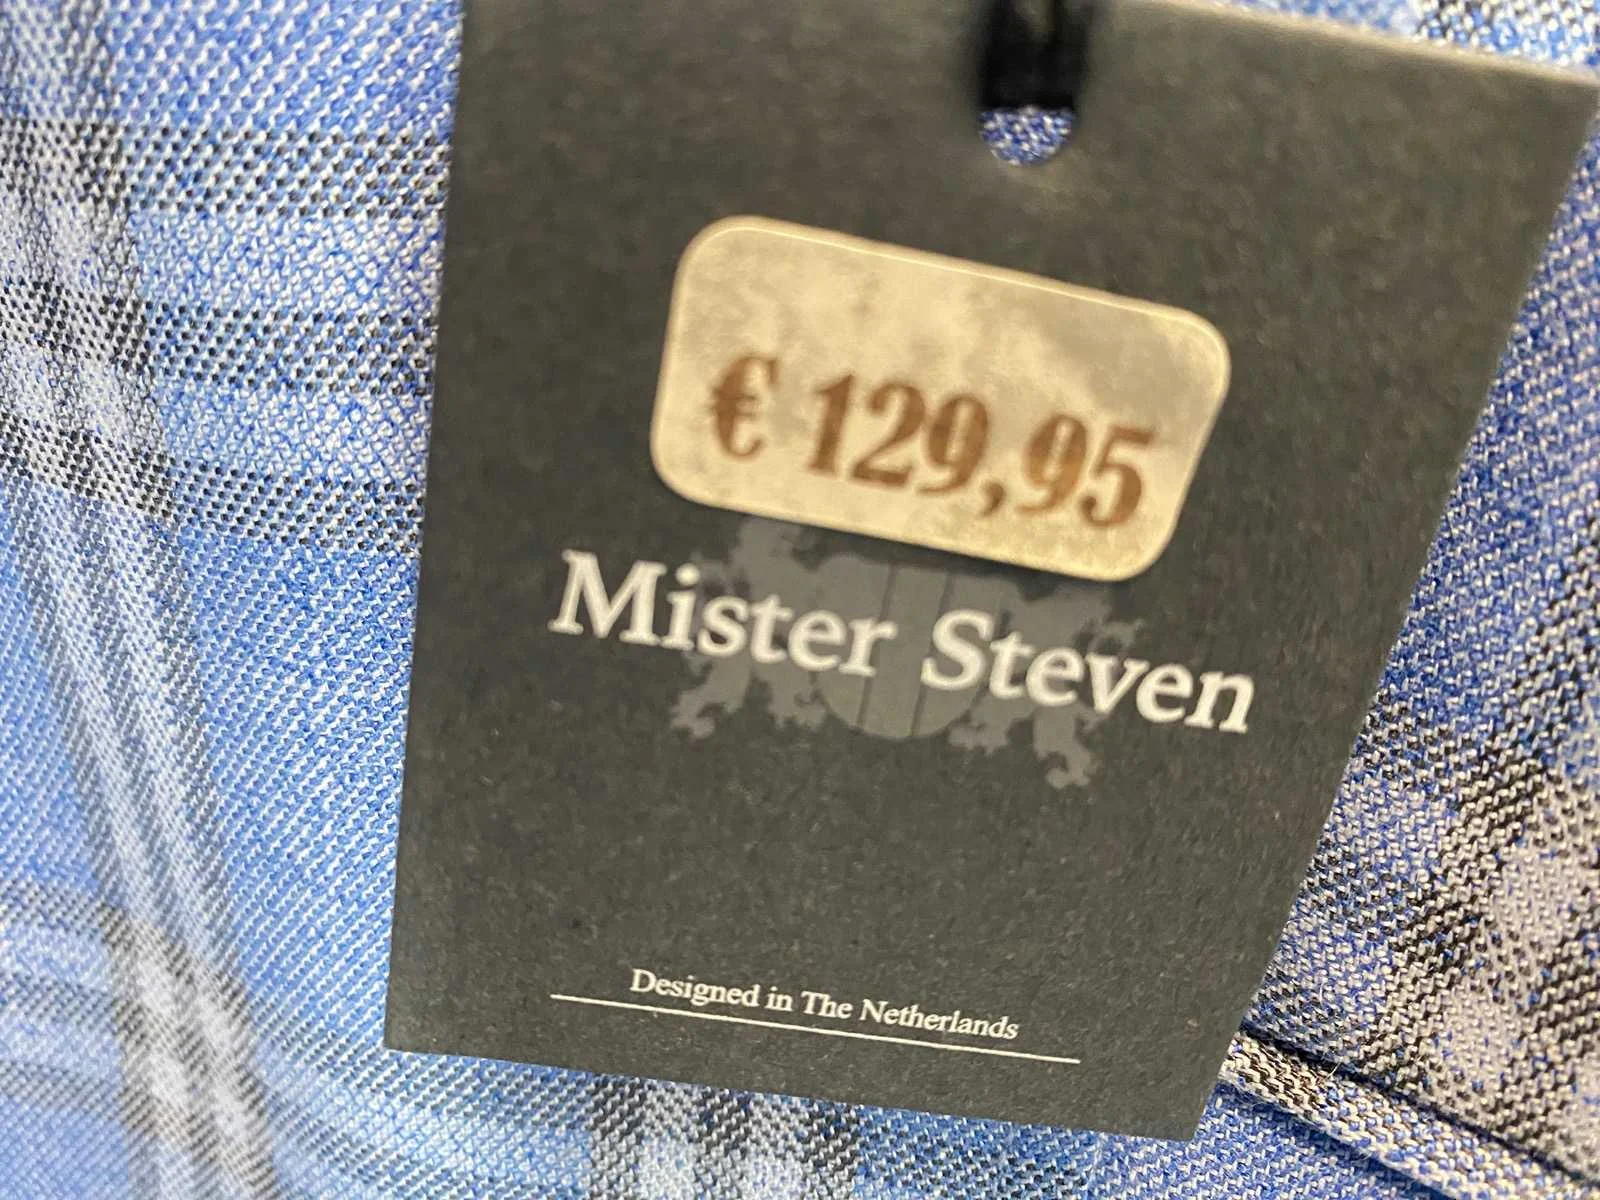 € 129,95
Mister Steven
Designed in The Netherlands